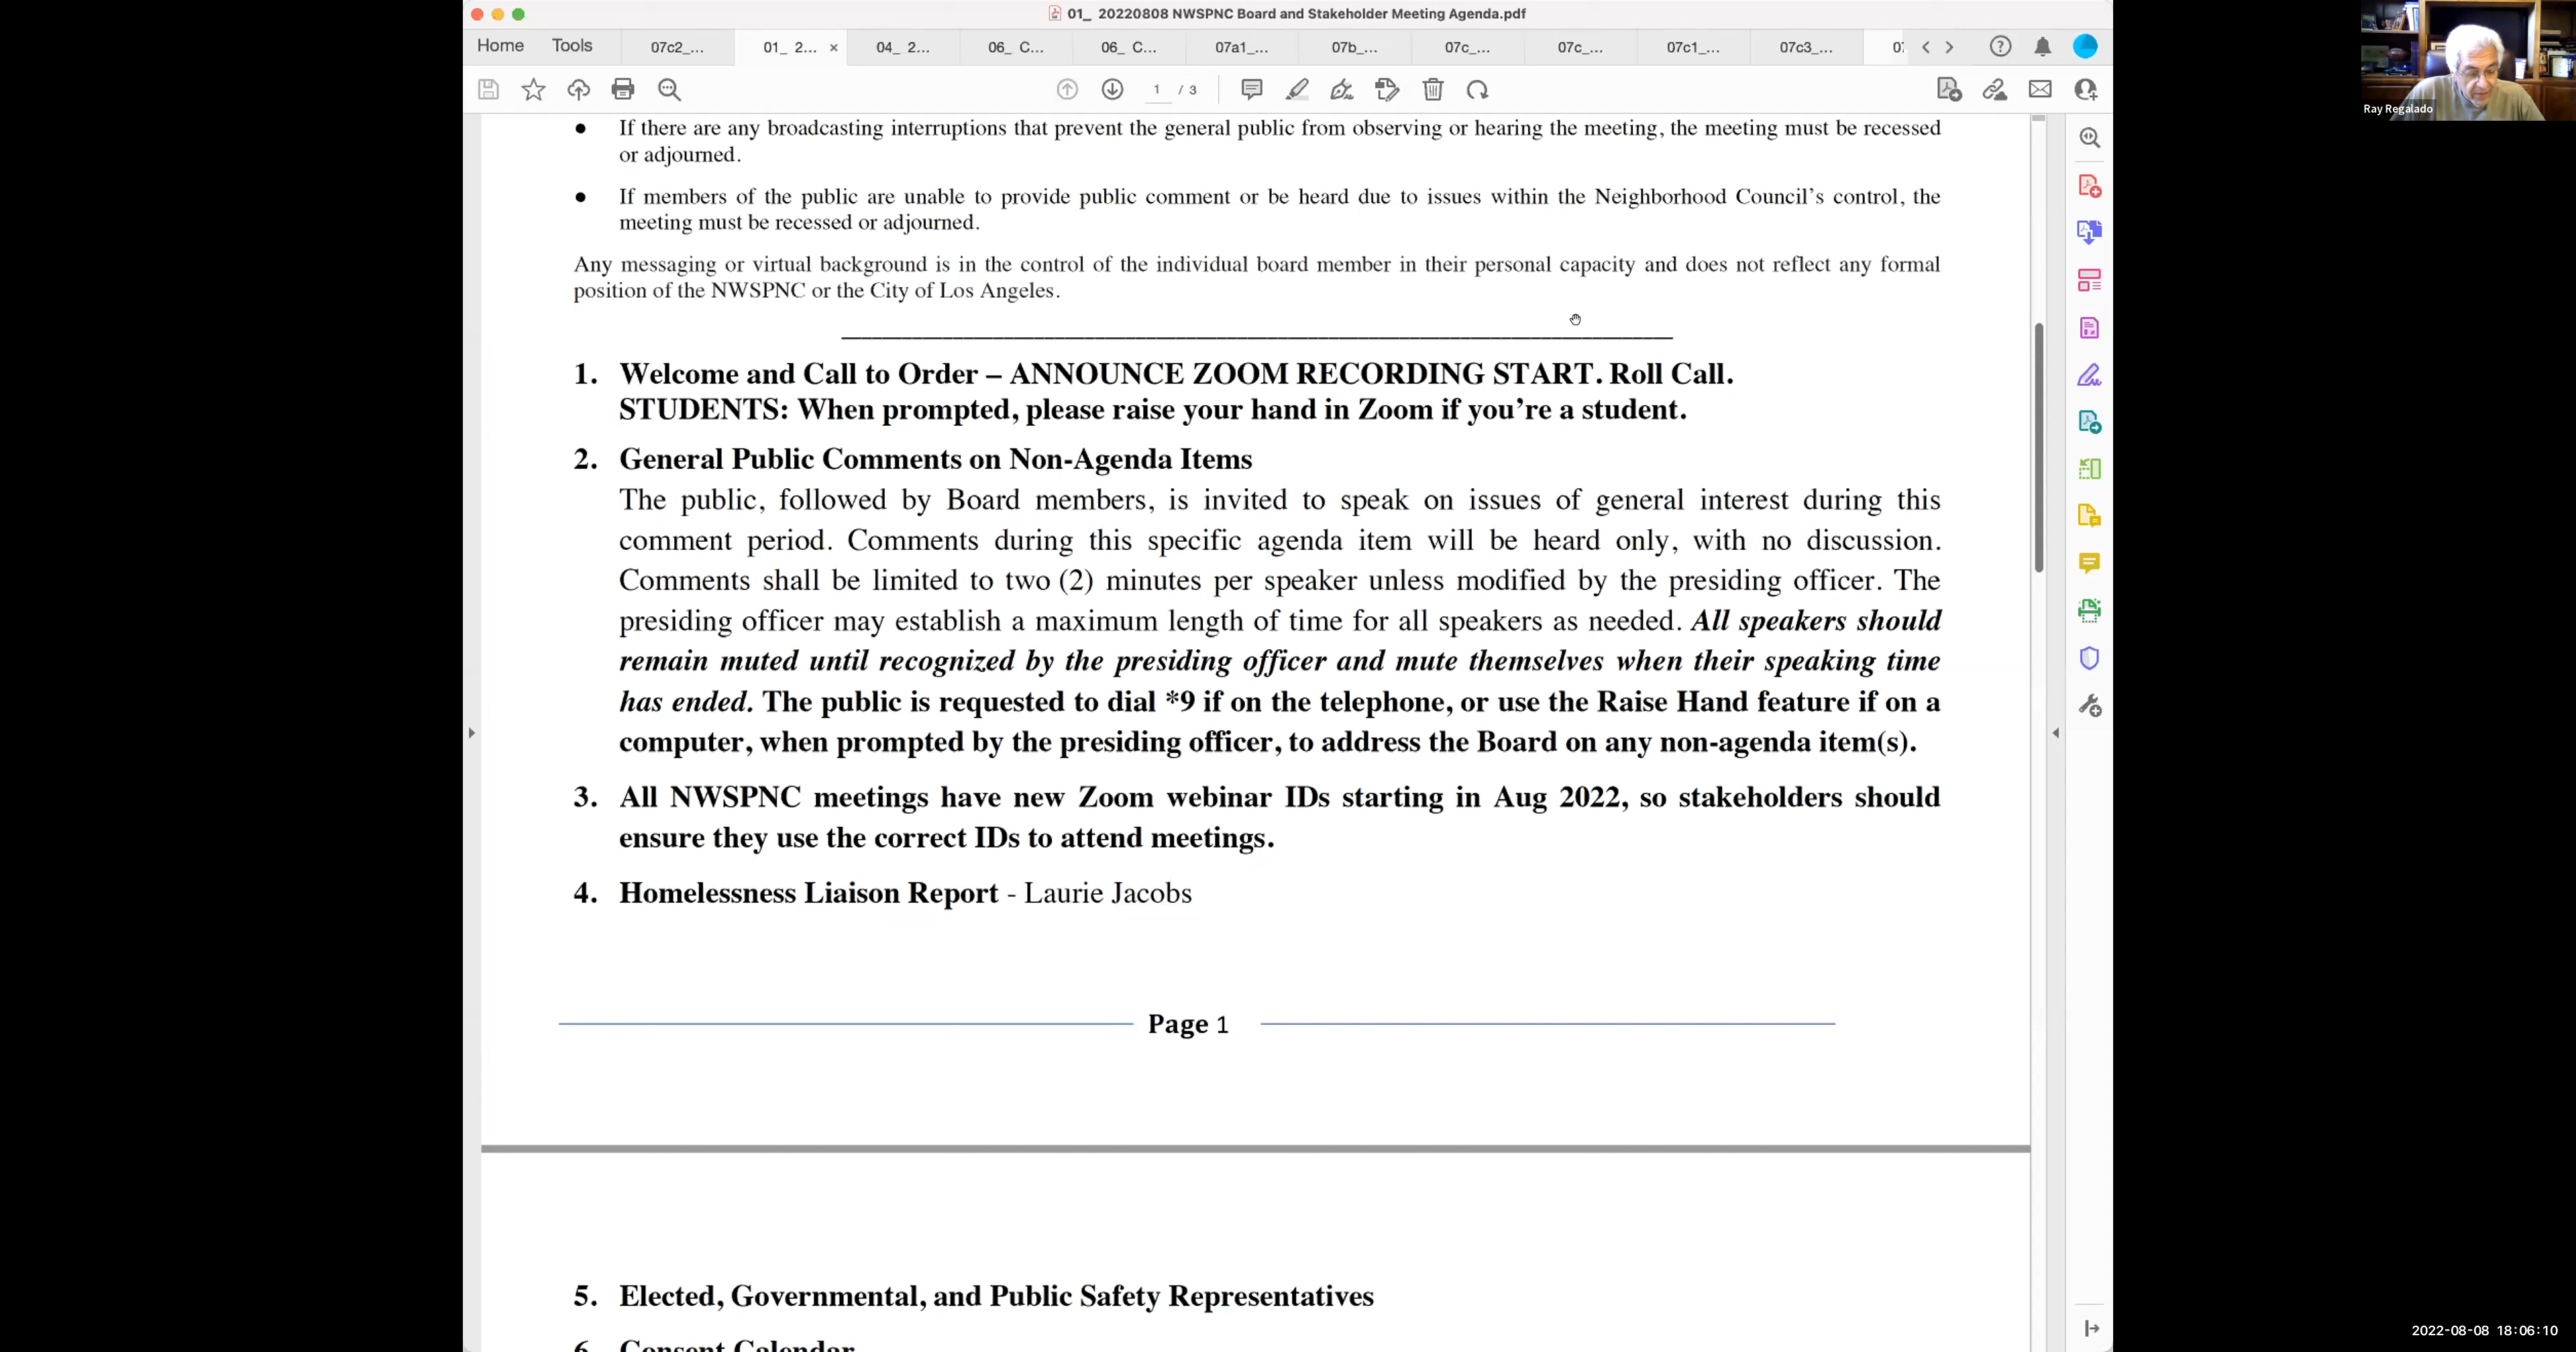 01_ 20220808 NWSPNC Board and Stakeholder Meeting Agenda.pdf
Home Tools 07c2_... 01_ 2... × 04_ 2... 06_ C... 06_ C... 07a1_... 07b_... 07c_... 07c_... 07c1_... 07c3_...
1 / 3
Ray Regalado
● If there are any broadcasting interruptions that prevent the general public from observing or hearing the meeting, the meeting must be recessed
or adjourned.
● If members of the public are unable to provide public comment or be heard due to issues within the Neighborhood Council’s control, the
meeting must be recessed or adjourned.
Any messaging or virtual background is in the control of the individual board member in their personal capacity and does not reflect any formal
position of the NWSPNC or the City of Los Angeles.
1. Welcome and Call to Order – ANNOUNCE ZOOM RECORDING START. Roll Call.
STUDENTS: When prompted, please raise your hand in Zoom if you’re a student.
2. General Public Comments on Non-Agenda Items
The public, followed by Board members, is invited to speak on issues of general interest during this
comment period. Comments during this specific agenda item will be heard only, with no discussion.
Comments shall be limited to two (2) minutes per speaker unless modified by the presiding officer. The
presiding officer may establish a maximum length of time for all speakers as needed. All speakers should
remain muted until recognized by the presiding officer and mute themselves when their speaking time
has ended. The public is requested to dial *9 if on the telephone, or use the Raise Hand feature if on a
computer, when prompted by the presiding officer, to address the Board on any non-agenda item(s).
3. All NWSPNC meetings have new Zoom webinar IDs starting in Aug 2022, so stakeholders should
ensure they use the correct IDs to attend meetings.
4. Homelessness Liaison Report - Laurie Jacobs
Page 1
5. Elected, Governmental, and Public Safety Representatives
6. Consent Calendar
2022-08-08 18:06:10